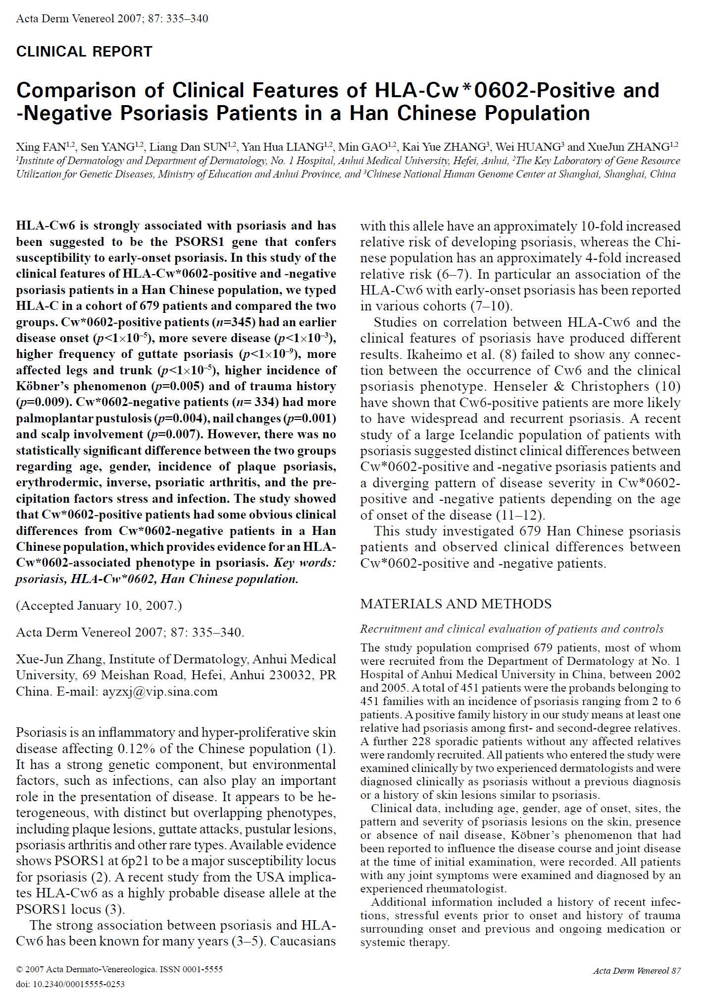 Acta Derm Venereol 2007; 87: 335–340
CLINICAL REPORT
Comparison of Clinical Features of HLA-Cw*0602-Positive and
-Negative Psoriasis Patients in a Han Chinese Population
Xing FAN1,2, Sen YANG1,2, Liang Dan SUN1,2, Yan Hua LIANG1,2, Min GAO1,2, Kai Yue ZHANG3, Wei HUANG3 and XueJun ZHANG1,2
1Institute of Dermatology and Department of Dermatology, No. 1 Hospital, Anhui Medical University, Hefei, Anhui, 2The Key Laboratory of Gene Resource
Utilization for Genetic Diseases, Ministry of Education and Anhui Province, and 3Chinese National Human Genome Center at Shanghai, Shanghai, China
HLA-Cw6 is strongly associated with psoriasis and has
been suggested to be the PSORS1 gene that confers
susceptibility to early-onset psoriasis. In this study of the
clinical features of HLA-Cw*0602-positive and -negative
psoriasis patients in a Han Chinese population, we typed
HLA-C in a cohort of 679 patients and compared the two
groups. Cw*0602-positive patients (n=345) had an earlier
disease onset (p<1×10–5), more severe disease (p<1×10–3),
higher frequency of guttate psoriasis (p<1×10–9), more
affected legs and trunk (p<1×10–5), higher incidence of
Köbner's phenomenon (p=0.005) and of trauma history
(p=0.009). Cw*0602-negative patients (n= 334) had more
palmoplantar pustulosis (p=0.004), nail changes (p=0.001)
and scalp involvement (p=0.007). However, there was no
statistically significant difference between the two groups
regarding age, gender, incidence of plaque psoriasis,
erythrodermic, inverse, psoriatic arthritis, and the pre-
cipitation factors stress and infection. The study showed
that Cw*0602-positive patients had some obvious clinical
differences from Cw*0602-negative patients in a Han
Chinese population, which provides evidence for an HLA-
Cw*0602-associated phenotype in psoriasis. Key words:
psoriasis, HLA-Cw*0602, Han Chinese population.
(Accepted January 10, 2007.)
Acta Derm Venereol 2007; 87: 335–340.
Xue-Jun Zhang, Institute of Dermatology, Anhui Medical
University, 69 Meishan Road, Hefei, Anhui 230032, PR
China. E-mail: ayzxj@vip.sina.com
Psoriasis is an inflammatory and hyper-proliferative skin
disease affecting 0.12% of the Chinese population (1).
It has a strong genetic component, but environmental
factors, such as infections, can also play an important
role in the presentation of disease. It appears to be he-
terogeneous, with distinct but overlapping phenotypes,
including plaque lesions, guttate attacks, pustular lesions,
psoriasis arthritis and other rare types. Available evidence
shows PSORS1 at 6p21 to be a major susceptibility locus
for psoriasis (2). A recent study from the USA implica-
tes HLA-Cw6 as a highly probable disease allele at the
PSORS1 locus (3).
The strong association between psoriasis and HLA-
Cw6 has been known for many years (3–5). Caucasians
with this allele have an approximately 10-fold increased
relative risk of developing psoriasis, whereas the Chi-
nese population has an approximately 4-fold increased
relative risk (6–7). In particular an association of the
HLA-Cw6 with early-onset psoriasis has been reported
in various cohorts (7–10).
Studies on correlation between HLA-Cw6 and the
clinical features of psoriasis have produced different
results. Ikaheimo et al. (8) failed to show any connec-
tion between the occurrence of Cw6 and the clinical
psoriasis phenotype. Henseler & Christophers (10)
have shown that Cw6-positive patients are more likely
to have widespread and recurrent psoriasis. A recent
study of a large Icelandic population of patients with
psoriasis suggested distinct clinical differences between
Cw*0602-positive and -negative psoriasis patients and
a diverging pattern of disease severity in Cw*0602-
positive and -negative patients depending on the age
of onset of the disease (11–12).
This study investigated 679 Han Chinese psoriasis
patients and observed clinical differences between
Cw*0602-positive and -negative patients.
MATERIALS AND METHODS
Recruitment and clinical evaluation of patients and controls
The study population comprised 679 patients, most of whom
were recruited from the Department of Dermatology at No. 1
Hospital of Anhui Medical University in China, between 2002
and 2005. A total of 451 patients were the probands belonging to
451 families with an incidence of psoriasis ranging from 2 to 6
patients. A positive family history in our study means at least one
relative had psoriasis among first- and second-degree relatives.
A further 228 sporadic patients without any affected relatives
were randomly recruited. All patients who entered the study were
examined clinically by two experienced dermatologists and were
diagnosed clinically as psoriasis without a previous diagnosis
or a history of skin lesions similar to psoriasis.
Clinical data, including age, gender, age of onset, sites, the
pattern and severity of psoriasis lesions on the skin, presence
or absence of nail disease, Köbner's phenomenon that had
been reported to influence the disease course and joint disease
at the time of initial examination, were recorded. All patients
with any joint symptoms were examined and diagnosed by an
experienced rheumatologist.
Additional information included a history of recent infec-
tions, stressful events prior to onset and history of trauma
surrounding onset and previous and ongoing medication or
systemic therapy.
© 2007 Acta Dermato-Venereologica. ISSN 0001-5555
doi: 10.2340/00015555-0253
Acta Derm Venereol 87